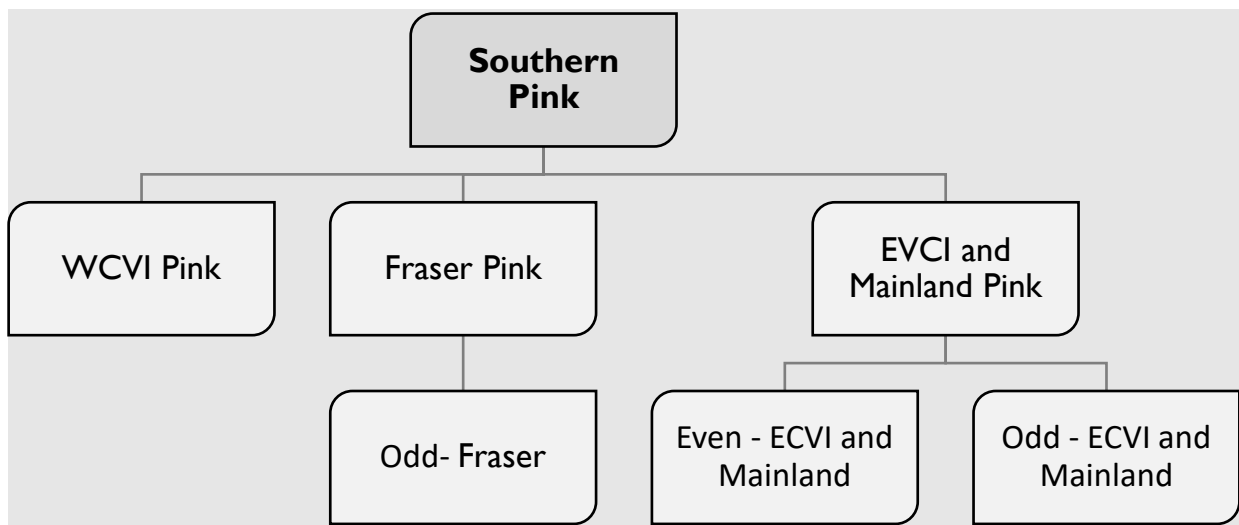 Southern
Pink
WCVI Pink
Fraser Pink
EVCI and
Mainland Pink
Odd- Fraser
Even - ECVI and
Mainland
Odd - ECVI and
Mainland